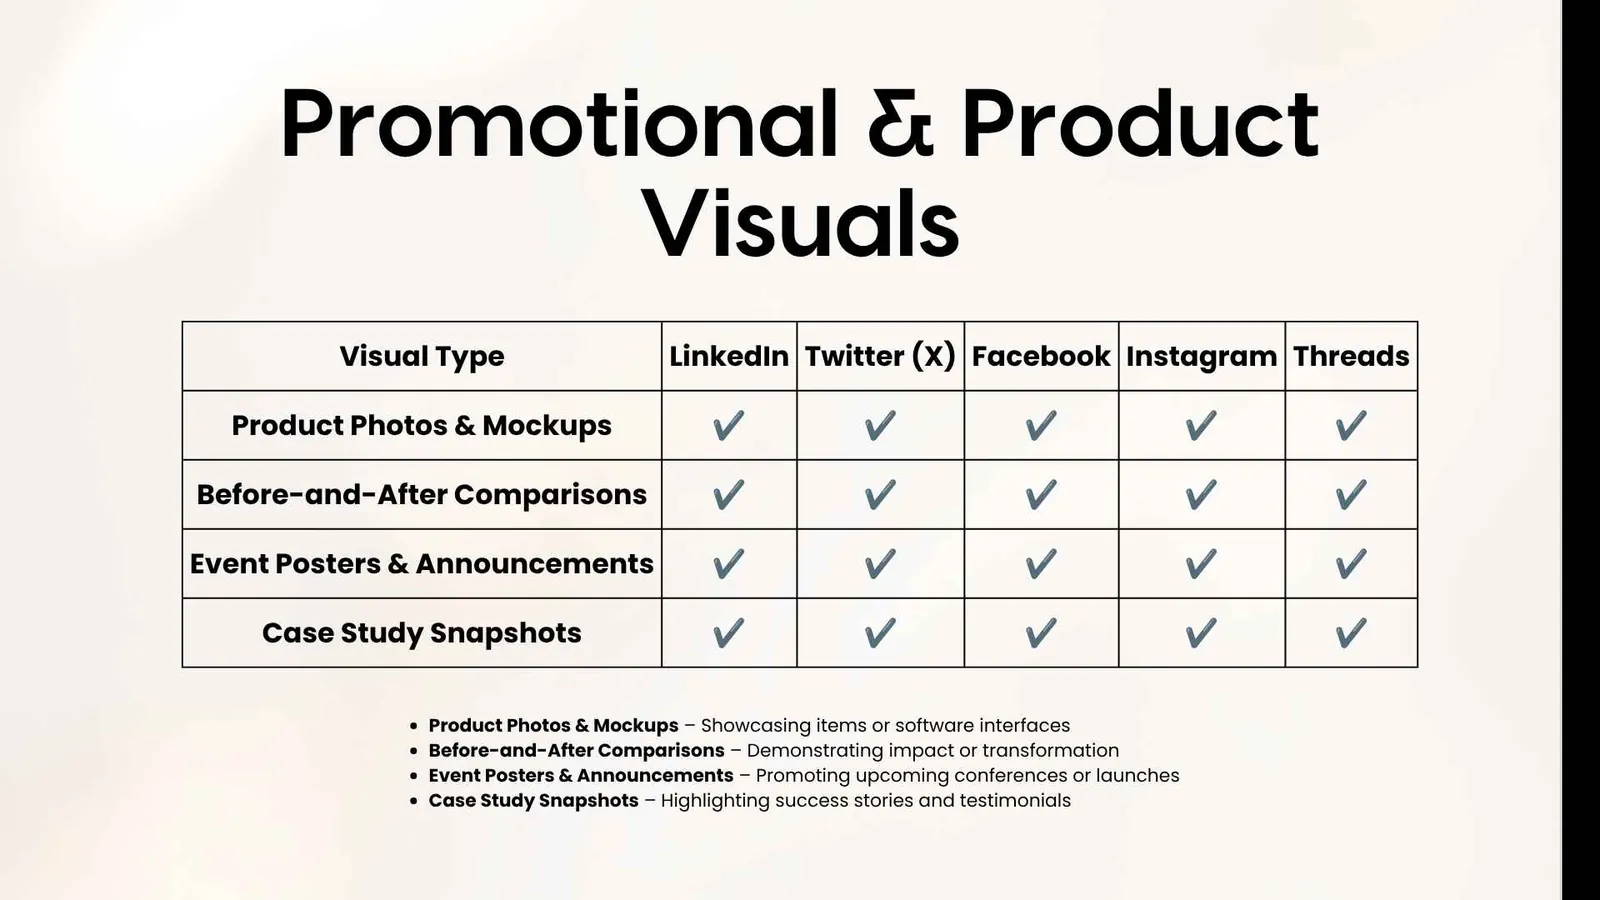 Promotional & Product
Visuals
Visual Type LinkedIn Twitter (X) Facebook Instagram Threads
Product Photos & Mockups ✔ ✔ ✔ ✔ ✔
Before-and-After Comparisons ✔ ✔ ✔ ✔ ✔
Event Posters & Announcements ✔ ✔ ✔ ✔ ✔
Case Study Snapshots ✔ ✔ ✔ ✔ ✔
• Product Photos & Mockups – Showcasing items or software interfaces
• Before-and-After Comparisons – Demonstrating impact or transformation
• Event Posters & Announcements – Promoting upcoming conferences or launches
• Case Study Snapshots – Highlighting success stories and testimonials